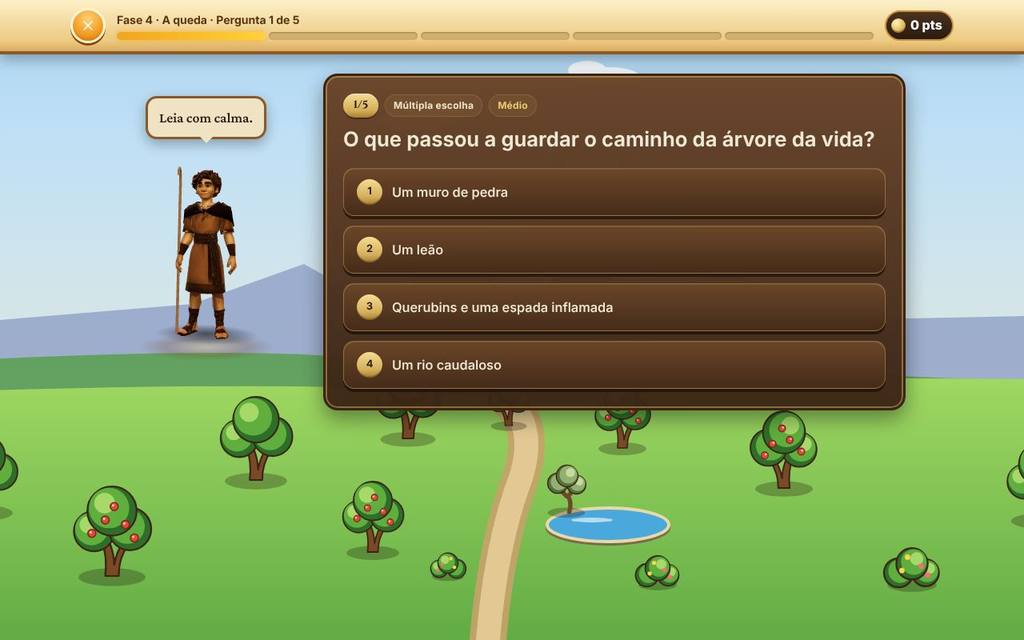 Fase 4 · A queda · Pergunta 1 de 5
0 pts
Leia com calma.
1/5
Múltipla escolha
Médio
O que passou a guardar o caminho da árvore da vida?
1 Um muro de pedra
2 Um leão
3 Querubins e uma espada inflamada
4 Um rio caudaloso